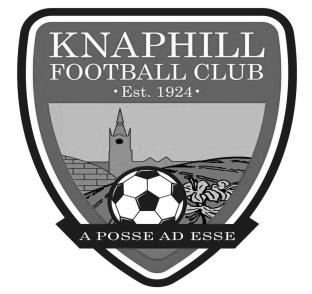 KNAPHILL
FOOTBALL CLUB
·Est. 1924·
A POSSE AD ESSE